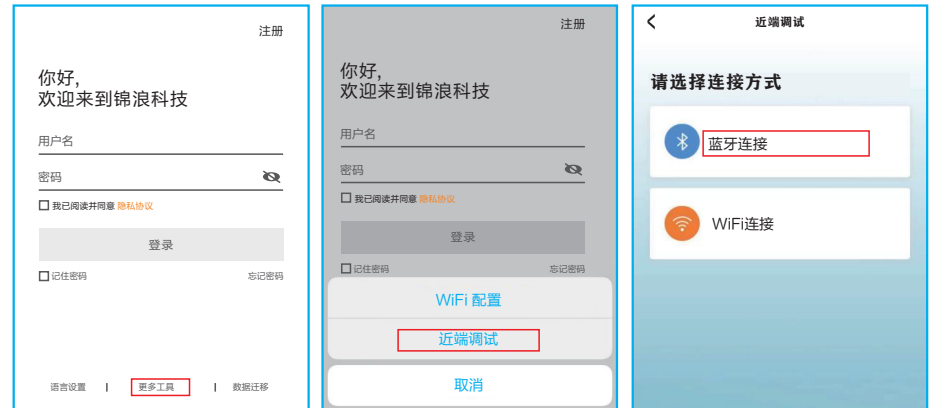 注册
你好,
欢迎来到锦浪科技
用户名
密码
我已阅读并同意 隐私协议
登录
记住密码 忘记密码
语言设置 | 更多工具 | 数据迁移
注册
你好,
欢迎来到锦浪科技
用户名
密码
我已阅读并同意 隐私协议
登录
记住密码 忘记密码
WiFi 配置
近端调试
取消
近端调试
请选择连接方式
蓝牙连接
WiFi连接